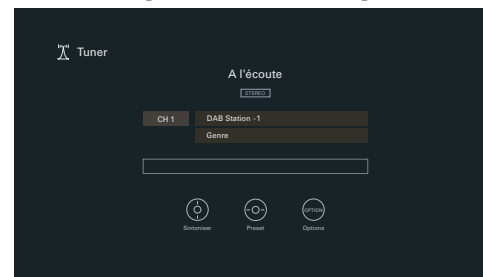 Tuner
A l'écoute
STEREO
CH 1
DAB Station -1
Genre
OPTION
Sintoniser
Preset
Options